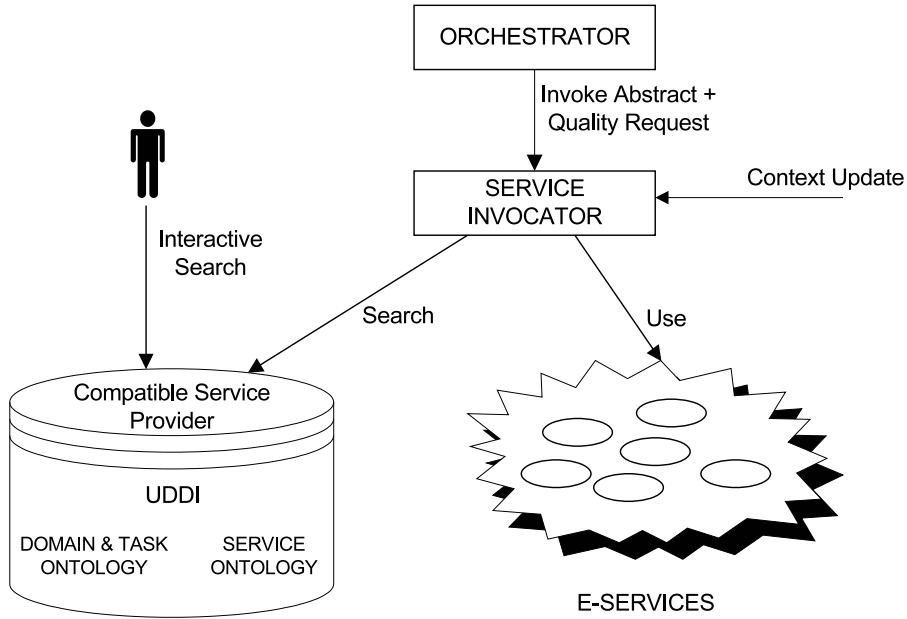 ORCHESTRATOR
Invoke Abstract +
Quality Request
SERVICE
INVOCATOR
Context Update
Interactive
Search
Search
Use
Compatible Service
Provider
UDDI
DOMAIN & TASK
ONTOLOGY
SERVICE
ONTOLOGY
E-SERVICES